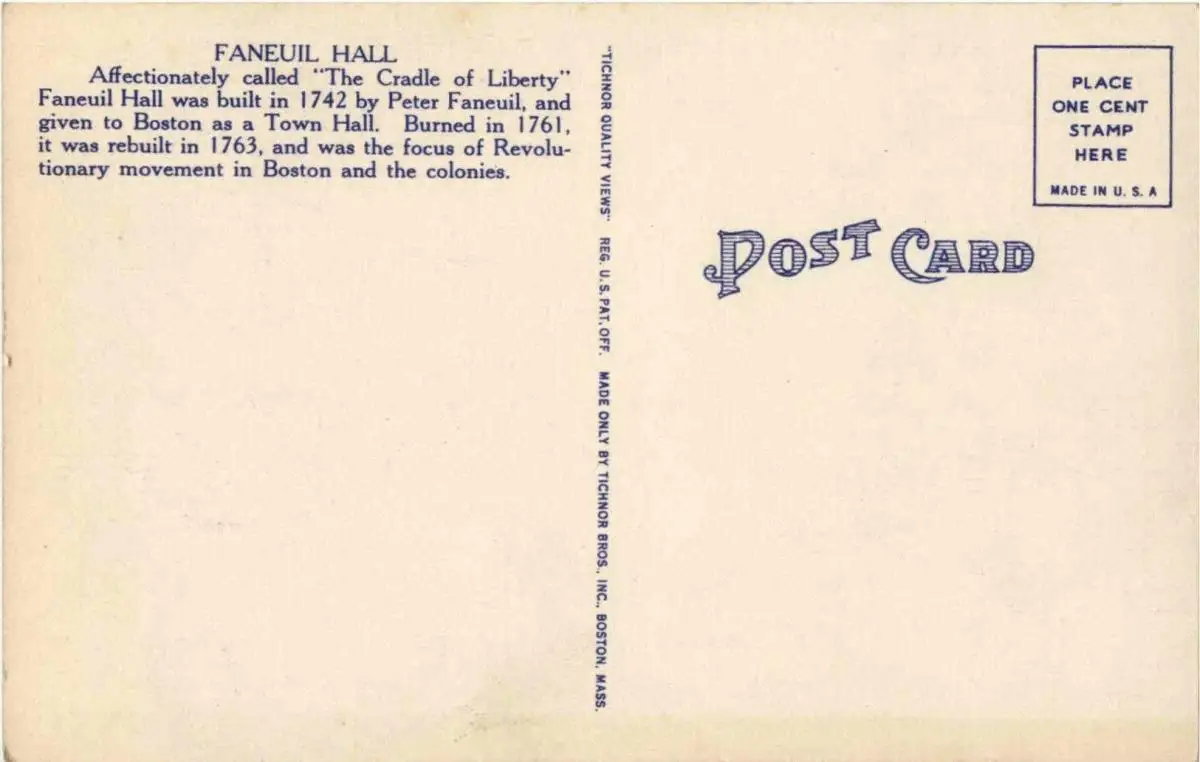 FANEUIL HALL
Affectionately called "The Cradle of Liberty"
Faneuil Hall was built in 1742 by Peter Faneuil, and
given to Boston as a Town Hall. Burned in 1761,
it was rebuilt in 1763, and was the focus of Revolu-
tionary movement in Boston and the colonies.
"TICHNOR QUALITY VIEWS" REG. U. S. PAT. OFF. MADE ONLY BY TICHNOR BROS., INC., BOSTON, MASS.
PLACE
ONE CENT
STAMP
HERE
MADE IN U. S. A
POST CARD